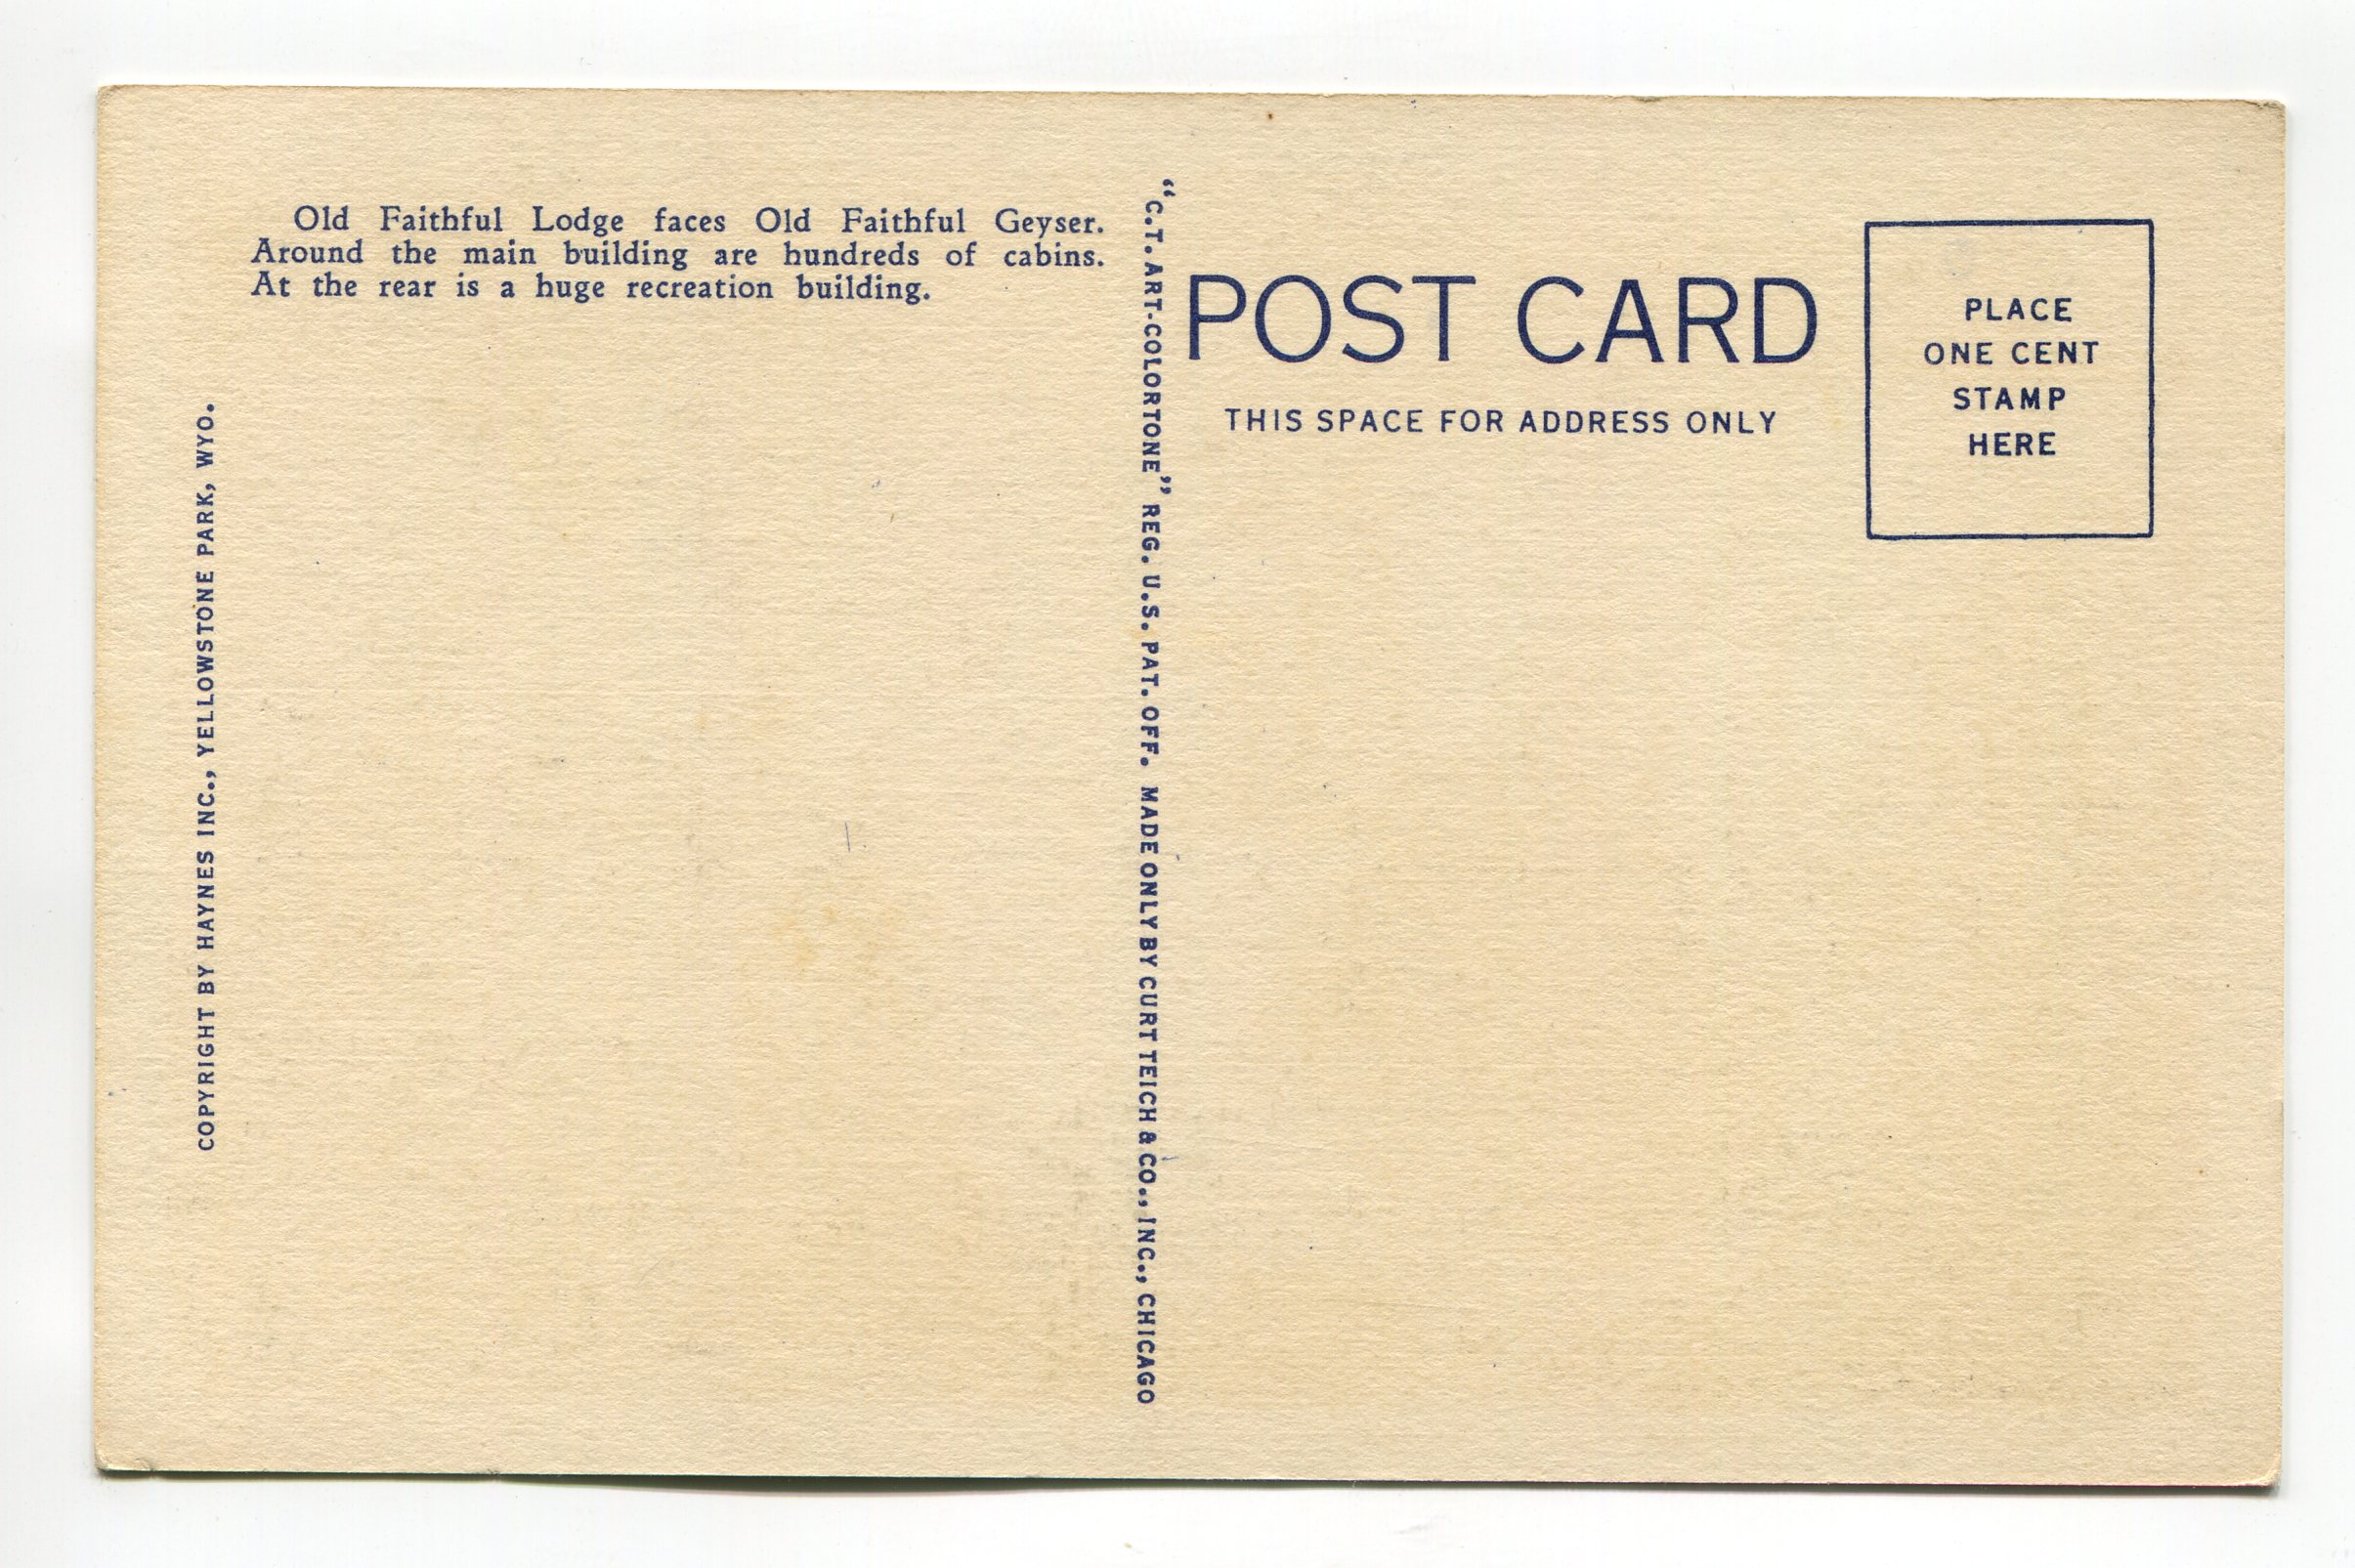 Old Faithful Lodge faces Old Faithful Geyser.
Around the main building are hundreds of cabins.
At the rear is a huge recreation building.
COPYRIGHT BY HAYNES INC., YELLOWSTONE PARK, WYO.
“C.T. ART-COLORTONE” REG. U.S. PAT. OFF. MADE ONLY BY CURT TEICH & CO., INC., CHICAGO
POST CARD
THIS SPACE FOR ADDRESS ONLY
PLACE
ONE CENT
STAMP
HERE